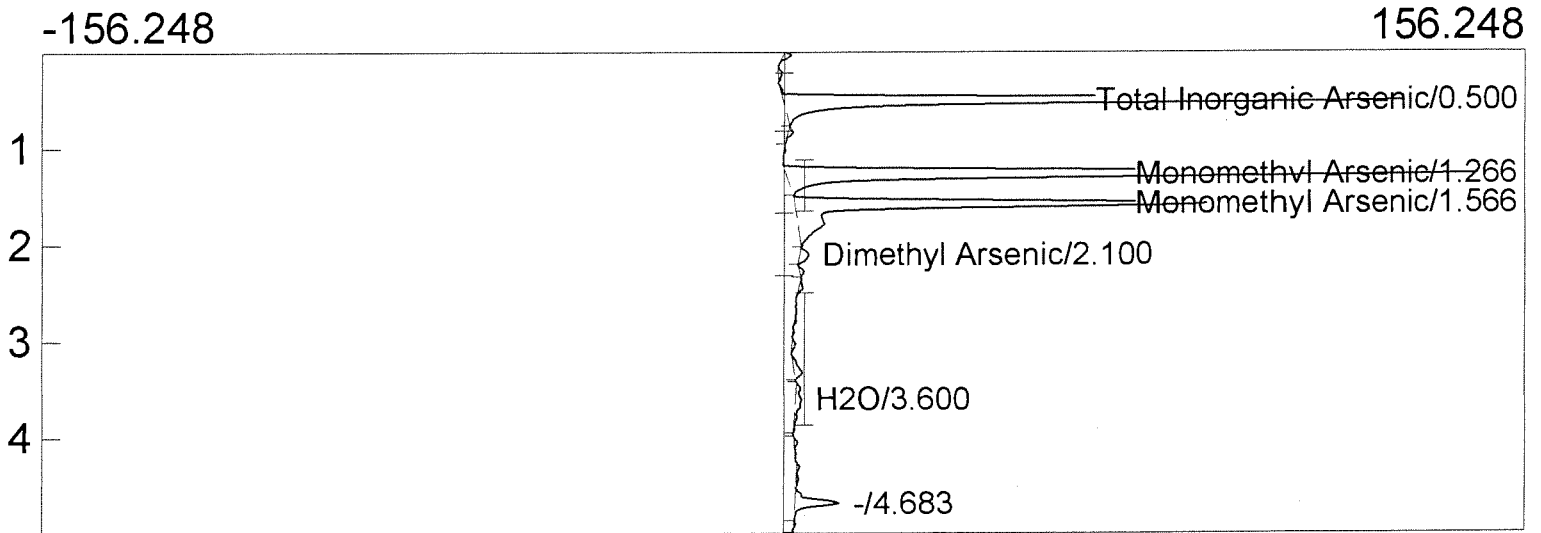 -156.248 156.248
Total Inorganic Arsenic/0.500
1
Monomethyl Arsenic/1.266
Monomethyl Arsenic/1.566
2
Dimethyl Arsenic/2.100
3
H2O/3.600
4
-/4.683